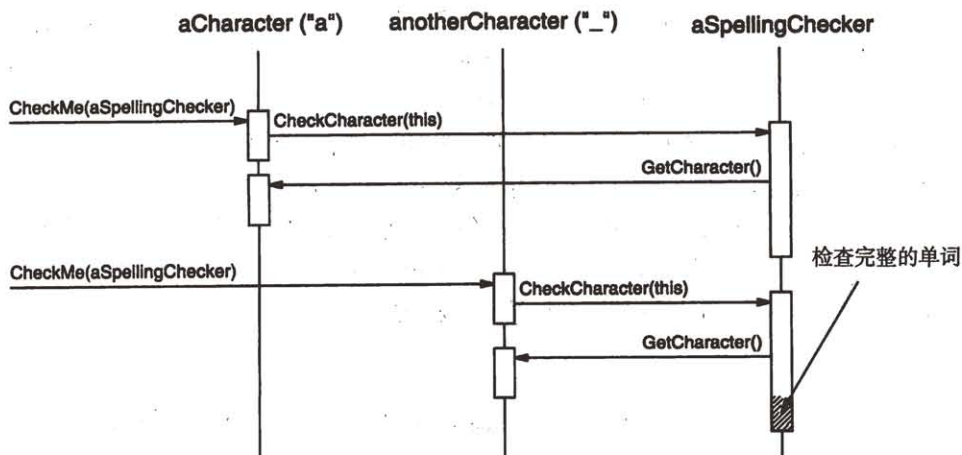 aCharacter ("a")
anotherCharacter ("_")
aSpellingChecker
CheckMe(aSpellingChecker)
CheckCharacter(this)
GetCharacter()
CheckMe(aSpellingChecker)
检查完整的单词
CheckCharacter(this)
GetCharacter()